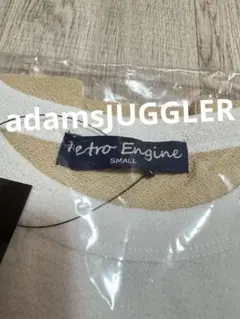 adamsJUGGLER
Retro Engine
SMALL